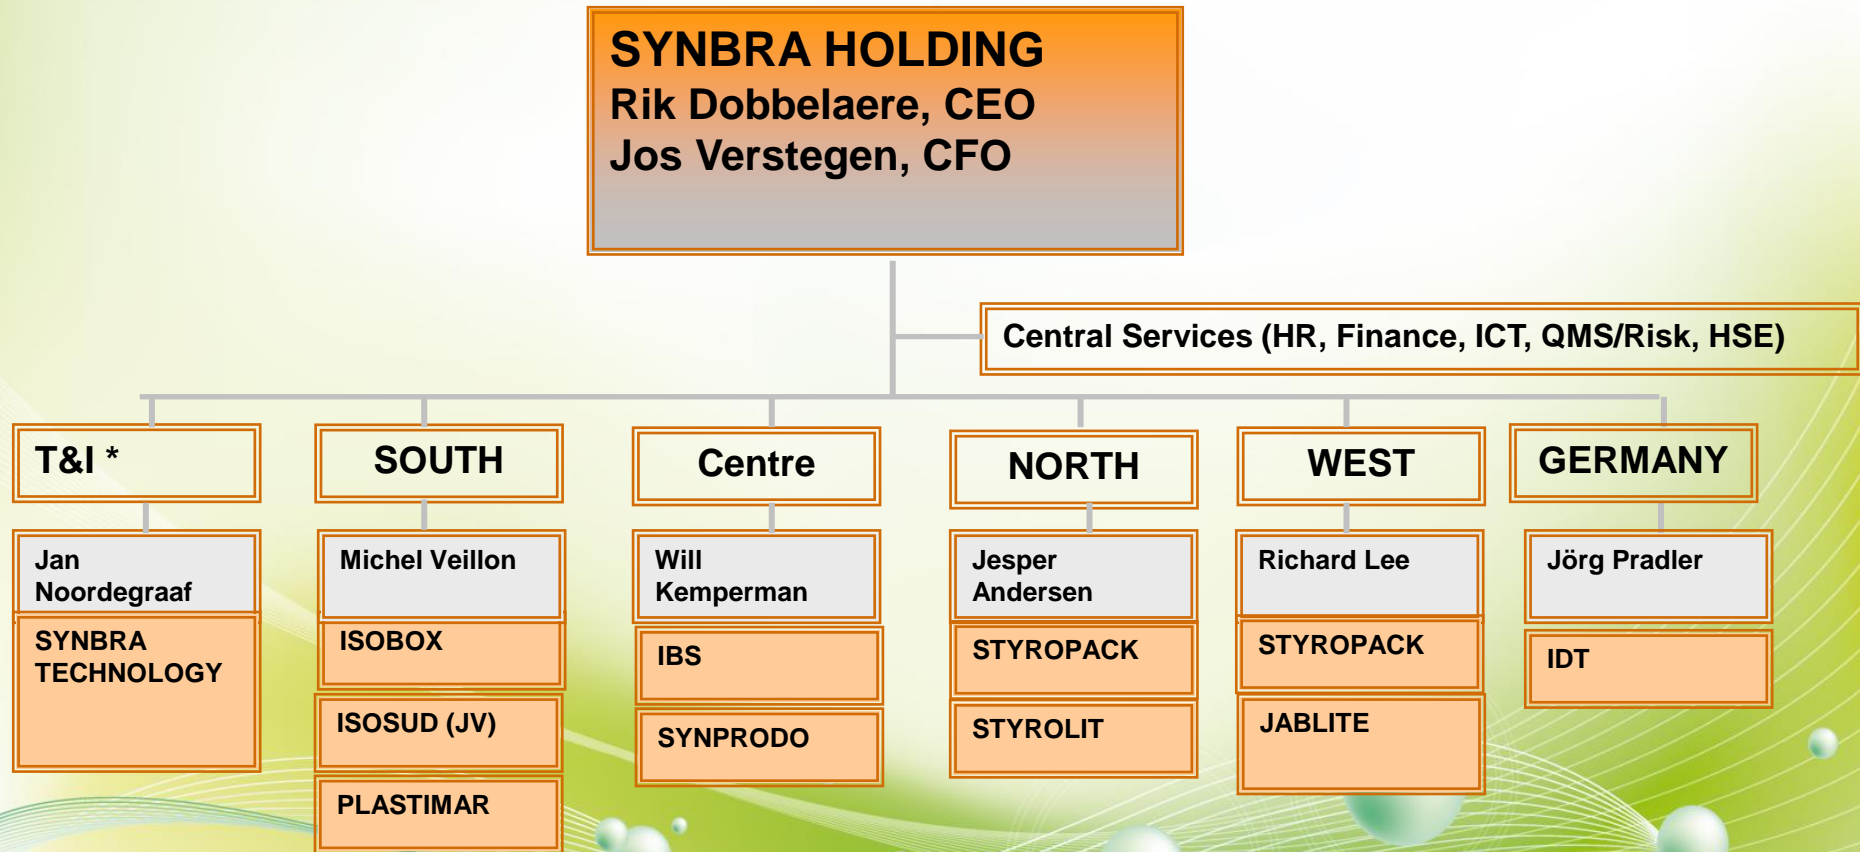 SYNBRA HOLDING
Rik Dobbelaere, CEO
Jos Verstegen, CFO
Central Services (HR, Finance, ICT, QMS/Risk, HSE)
T&I *
SOUTH
Centre
NORTH
WEST
GERMANY
Jan
Noordegraaf
Michel Veillon
Will
Kemperman
Jesper
Andersen
Richard Lee
Jörg Pradler
SYNBRA
TECHNOLOGY
ISOBOX
ISOSUD (JV)
PLASTIMAR
IBS
SYNPRODO
STYROPACK
STYROLIT
STYROPACK
JABLITE
IDT